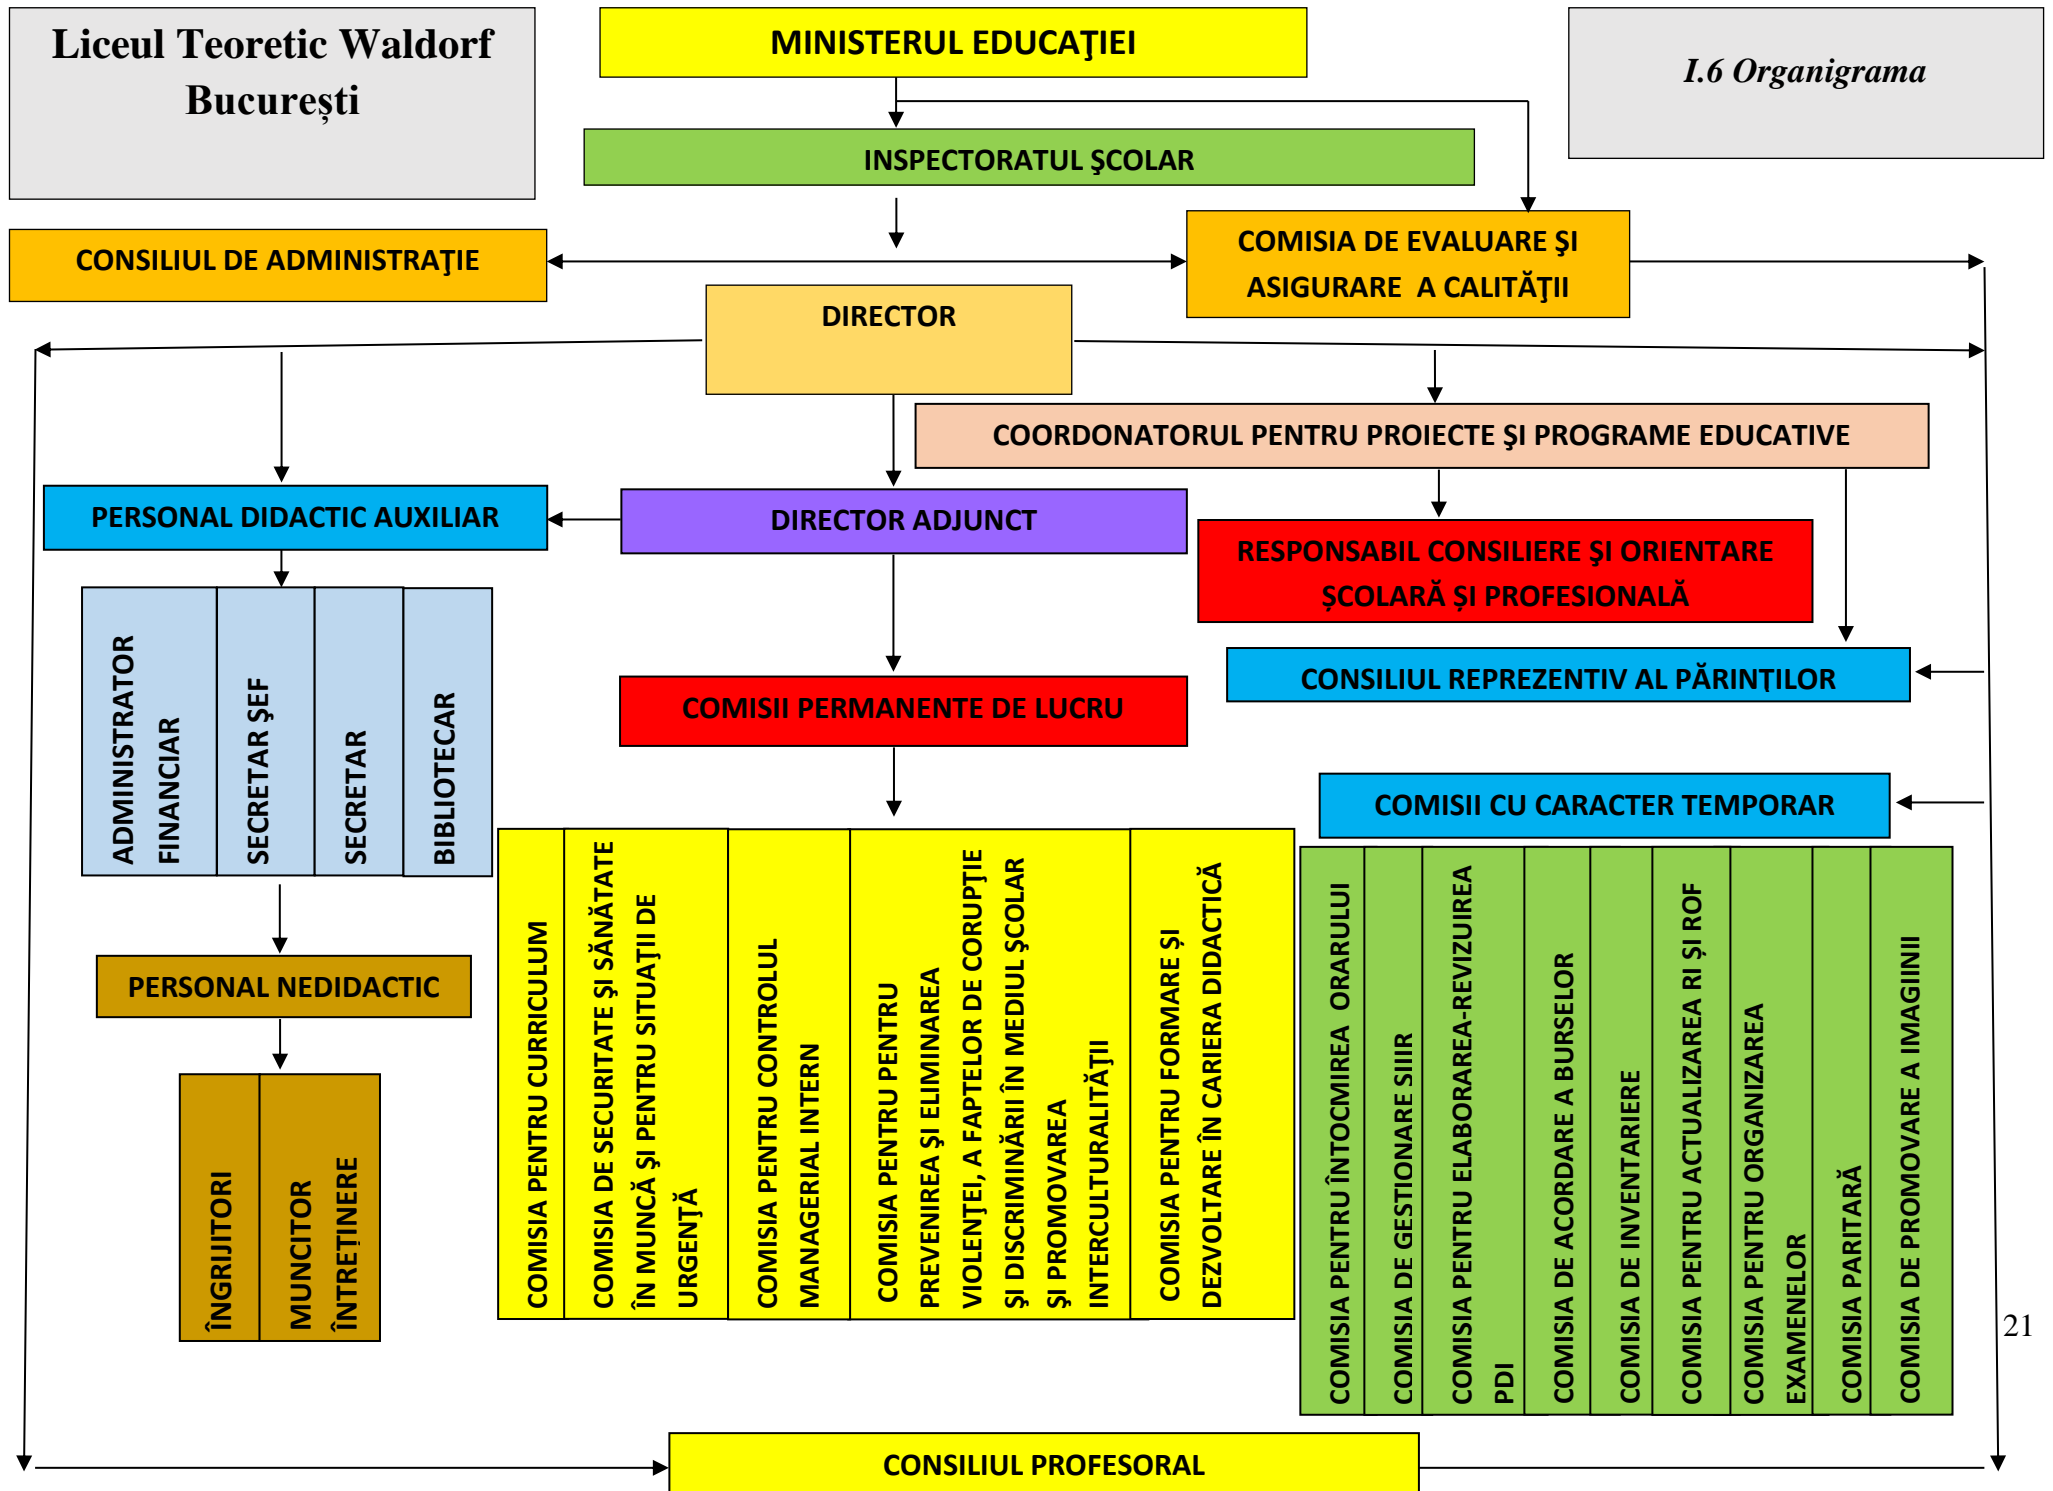 Liceul Teoretic Waldorf
București
MINISTERUL EDUCAŢIEI
I.6 Organigrama
INSPECTORATUL ŞCOLAR
CONSILIUL DE ADMINISTRAŢIE
COMISIA DE EVALUARE ŞI
ASIGURARE A CALITĂŢII
DIRECTOR
COORDONATORUL PENTRU PROIECTE ŞI PROGRAME EDUCATIVE
PERSONAL DIDACTIC AUXILIAR
DIRECTOR ADJUNCT
RESPONSABIL CONSILIERE ŞI ORIENTARE
ȘCOLARĂ ȘI PROFESIONALĂ
ADMINISTRATOR
FINANCIAR
SECRETAR ŞEF
SECRETAR
BIBLIOTECAR
CONSILIUL REPREZENTIV AL PĂRINŢILOR
COMISII PERMANENTE DE LUCRU
COMISII CU CARACTER TEMPORAR
COMISIA PENTRU CURRICULUM
COMISIA DE SECURITATE ŞI SĂNĂTATE
ÎN MUNCĂ ŞI PENTRU SITUAŢII DE
URGENŢĂ
COMISIA PENTRU CONTROLUL
MANAGERIAL INTERN
COMISIA PENTRU PENTRU
PREVENIREA ŞI ELIMINAREA
VIOLENŢEI, A FAPTELOR DE CORUPŢIE
ŞI DISCRIMINĂRII ÎN MEDIUL ŞCOLAR
ŞI PROMOVAREA
INTERCULTURALITĂŢII
COMISIA PENTRU FORMARE ȘI
DEZVOLTARE ÎN CARIERA DIDACTICĂ
COMISIA PENTRU ÎNTOCMIREA ORARULUI
COMISIA DE GESTIONARE SIIIR
COMISIA PENTRU ELABORAREA-REVIZUIREA
PDI
COMISIA DE ACORDARE A BURSELOR
COMISIA DE INVENTARIERE
COMISIA PENTRU ACTUALIZAREA RI ȘI ROF
COMISIA PENTRU ORGANIZAREA
EXAMENELOR
COMISIA PARITARĂ
COMISIA DE PROMOVARE A IMAGINII
PERSONAL NEDIDACTIC
ÎNGRIJITORI
MUNCITOR
ÎNTREȚINERE
21
CONSILIUL PROFESORAL